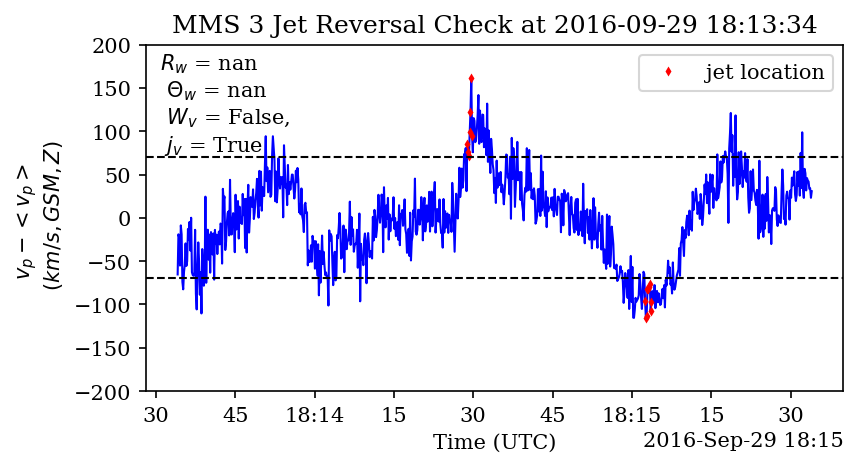 MMS 3 Jet Reversal Check at 2016-09-29 18:13:34
R_w = nan
Θ_w = nan
W_v = False,
j_v = True
jet location
200
150
100
50
0
−50
−100
−150
−200
v_p − < v_p >
(km/s, GSM, Z)
30 45 18:14 15 30 45 18:15 15 30
Time (UTC)
2016-Sep-29 18:15